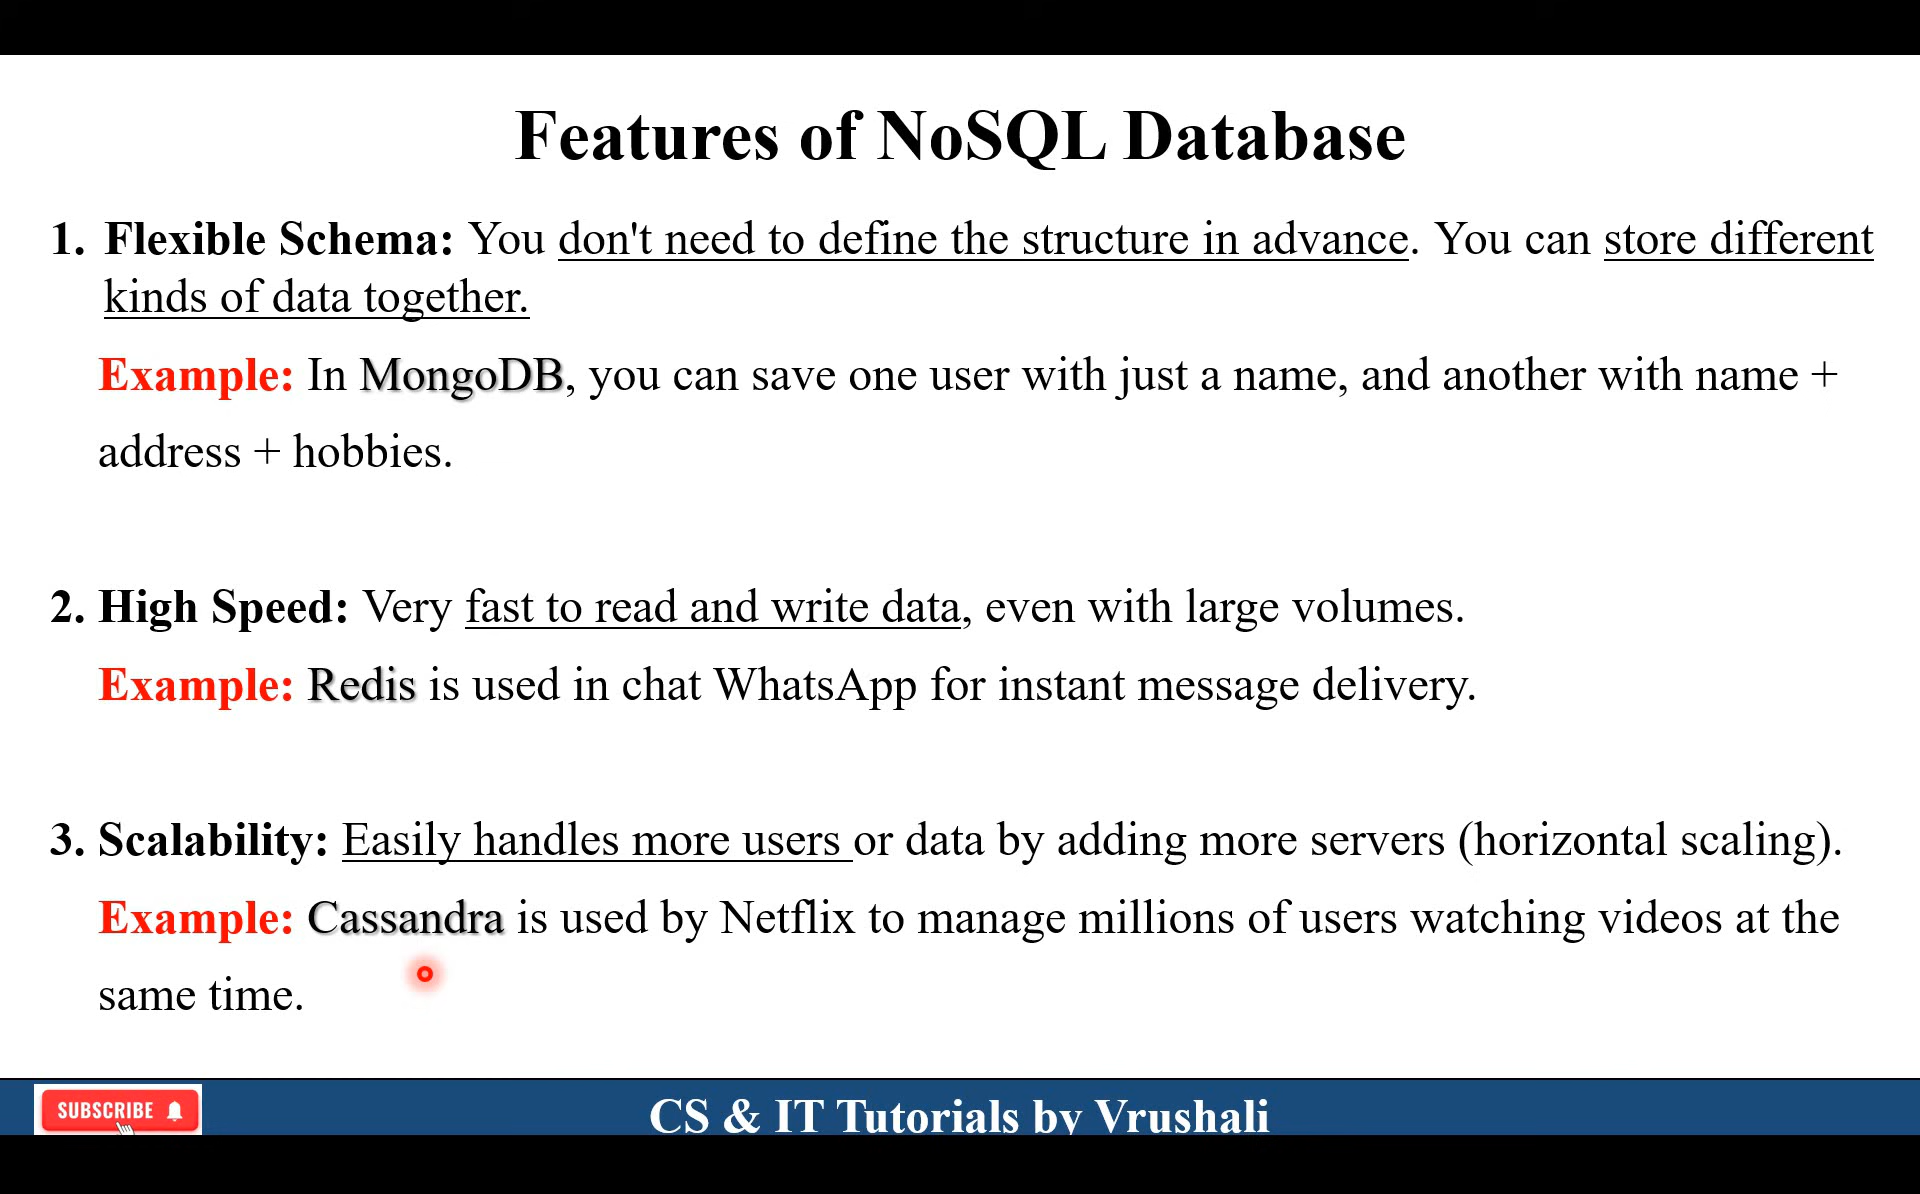 Features of NoSQL Database
1. Flexible Schema: You don't need to define the structure in advance. You can store different
kinds of data together.
Example: In MongoDB, you can save one user with just a name, and another with name +
address + hobbies.
2. High Speed: Very fast to read and write data, even with large volumes.
Example: Redis is used in chat WhatsApp for instant message delivery.
3. Scalability: Easily handles more users or data by adding more servers (horizontal scaling).
Example: Cassandra is used by Netflix to manage millions of users watching videos at the
same time.
SUBSCRIBE
CS & IT Tutorials by Vrushali